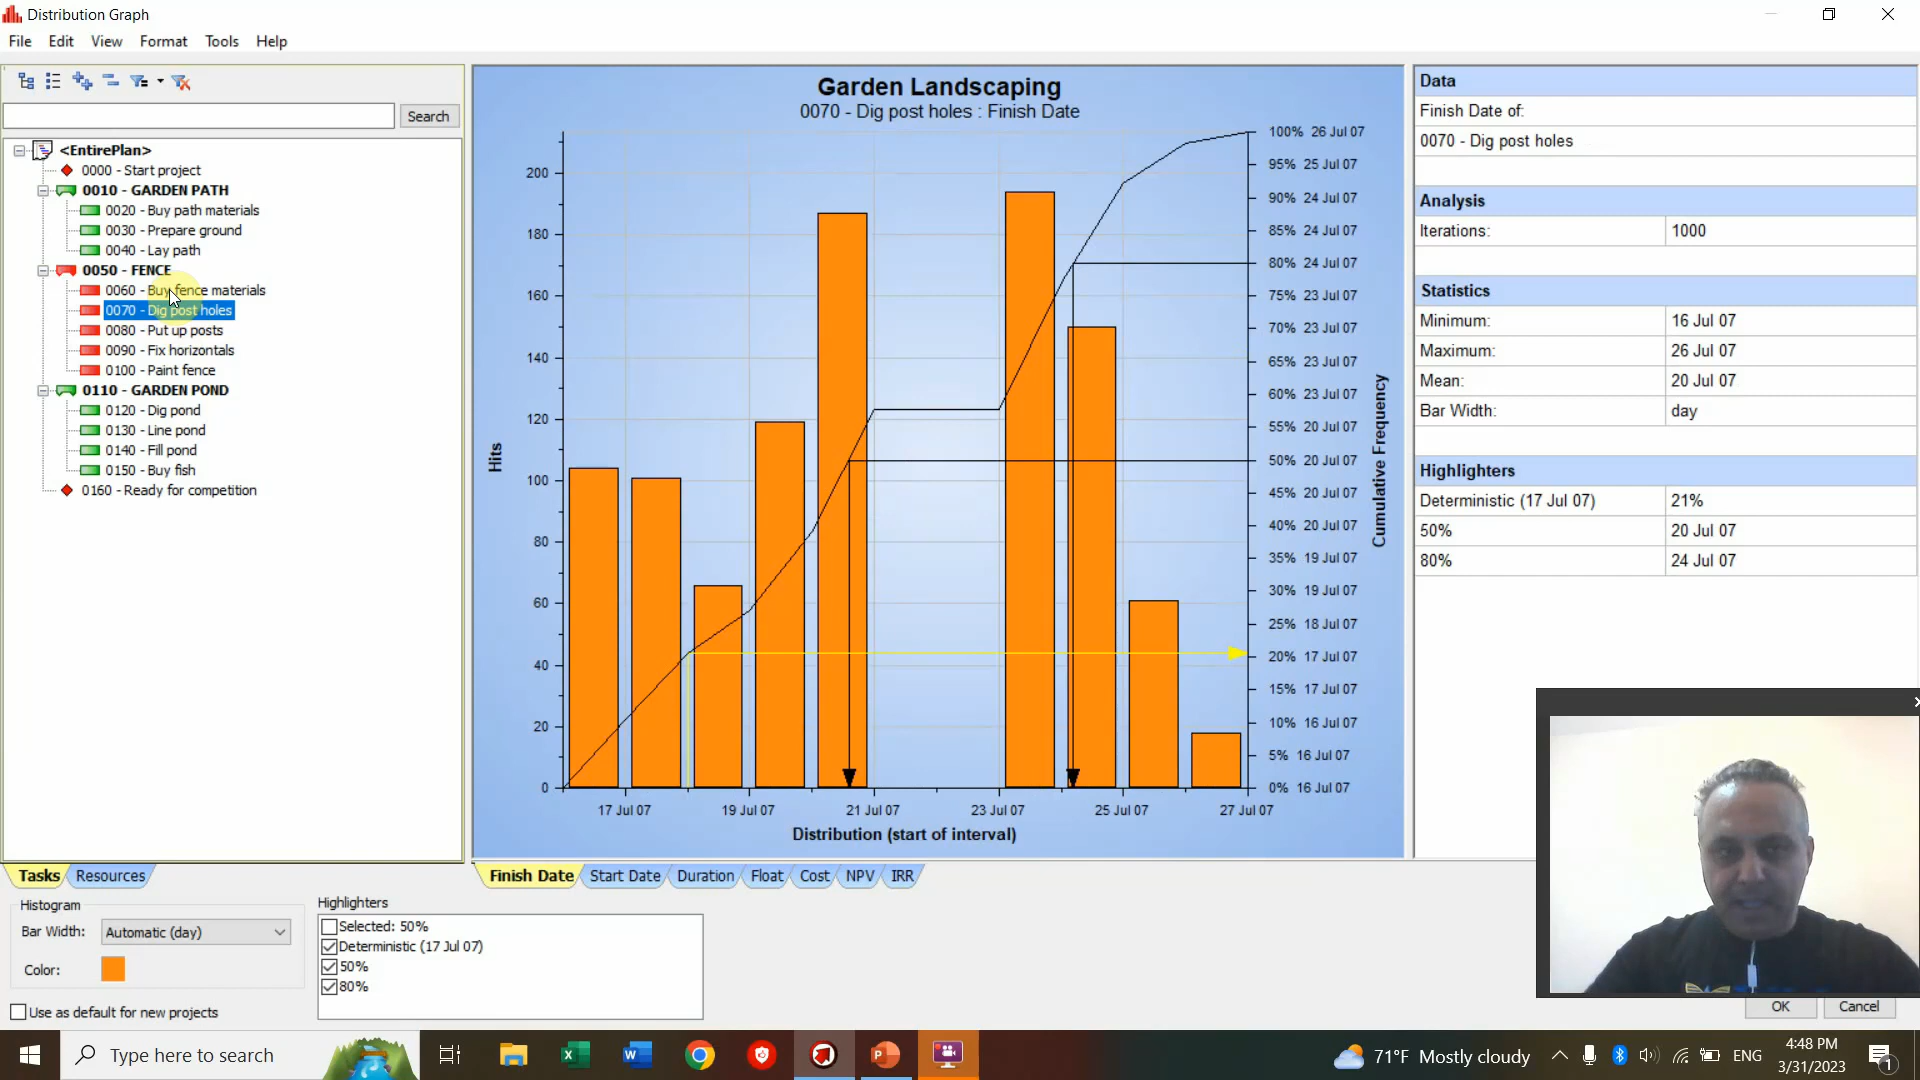 Distribution Graph
File Edit View Format Tools Help
Search
<EntirePlan>
0000 - Start project
0010 - GARDEN PATH
0020 - Buy path materials
0030 - Prepare ground
0040 - Lay path
0050 - FENCE
0060 - Buy fence materials
0070 - Dig post holes
0080 - Put up posts
0090 - Fix horizontals
0100 - Paint fence
0110 - GARDEN POND
0120 - Dig pond
0130 - Line pond
0140 - Fill pond
0150 - Buy fish
0160 - Ready for competition
Tasks Resources
Histogram
Bar Width: Automatic (day)
Color:
Use as default for new projects
Garden Landscaping
0070 - Dig post holes : Finish Date
Hits
200
180
160
140
120
100
80
60
40
20
0
17 Jul 07 19 Jul 07 21 Jul 07 23 Jul 07 25 Jul 07 27 Jul 07
Distribution (start of interval)
100% 26 Jul 07
95% 25 Jul 07
90% 24 Jul 07
85% 24 Jul 07
80% 24 Jul 07
75% 23 Jul 07
70% 23 Jul 07
65% 23 Jul 07
60% 23 Jul 07
55% 20 Jul 07
50% 20 Jul 07
45% 20 Jul 07
40% 20 Jul 07
35% 19 Jul 07
30% 19 Jul 07
25% 18 Jul 07
20% 17 Jul 07
15% 17 Jul 07
10% 16 Jul 07
5% 16 Jul 07
0% 16 Jul 07
Cumulative Frequency
Finish Date Start Date Duration Float Cost NPV IRR
Highlighters
Selected: 50%
Deterministic (17 Jul 07)
50%
80%
Data
Finish Date of:
0070 - Dig post holes
Analysis
Iterations: 1000
Statistics
Minimum: 16 Jul 07
Maximum: 26 Jul 07
Mean: 20 Jul 07
Bar Width: day
Highlighters
Deterministic (17 Jul 07) 21%
50% 20 Jul 07
80% 24 Jul 07
OK Cancel
Type here to search
71°F Mostly cloudy
ENG
4:48 PM
3/31/2023
1